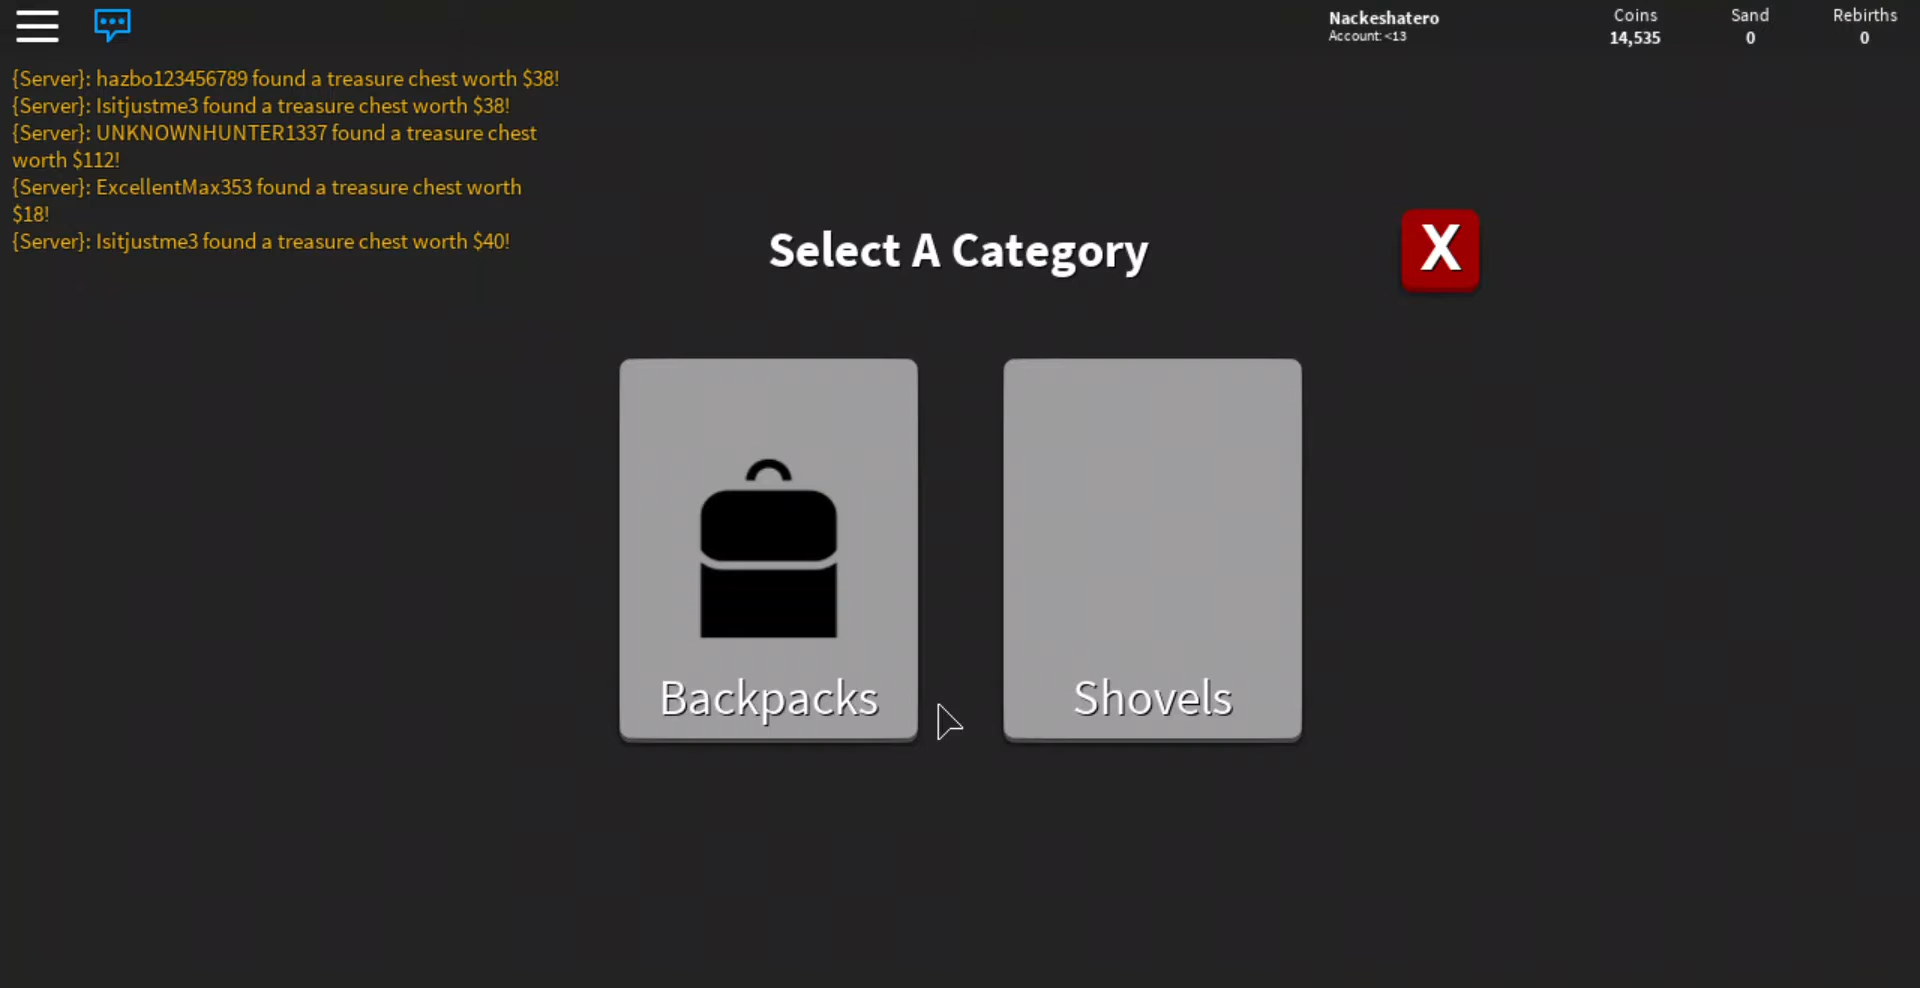 Nackeshatero
Account: <13
Coins
14,535
Sand
0
Rebirths
0
{Server}: hazbo123456789 found a treasure chest worth $38!
{Server}: Isitjustme3 found a treasure chest worth $38!
{Server}: UNKNOWNHUNTER1337 found a treasure chest
worth $112!
{Server}: ExcellentMax353 found a treasure chest worth
$18!
{Server}: Isitjustme3 found a treasure chest worth $40!
Select A Category
X
Backpacks
Shovels